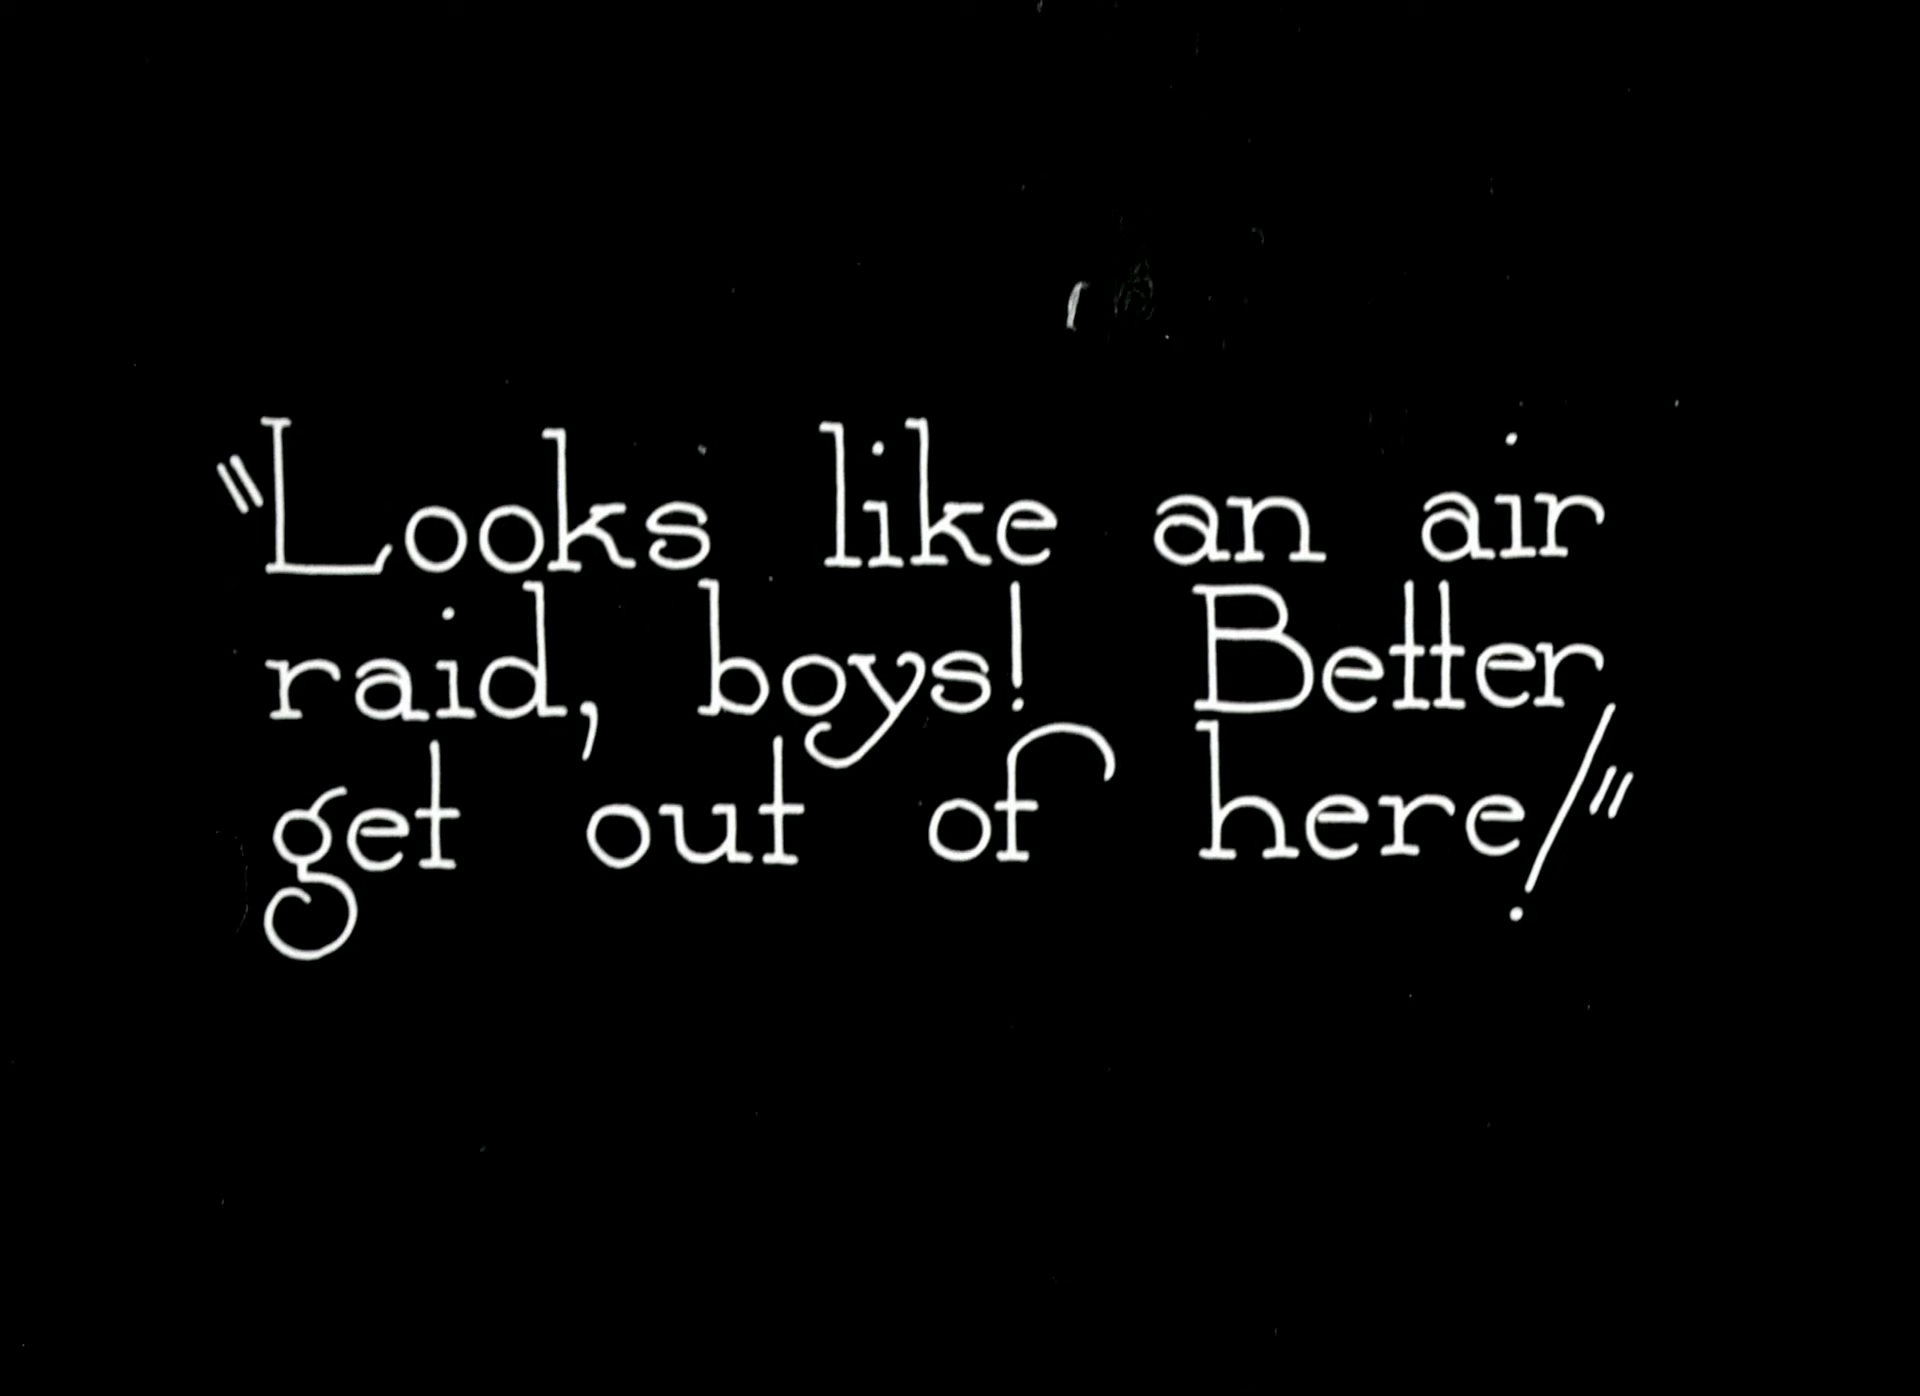 "Looks like an air
raid, boys! Better
get out of here!"